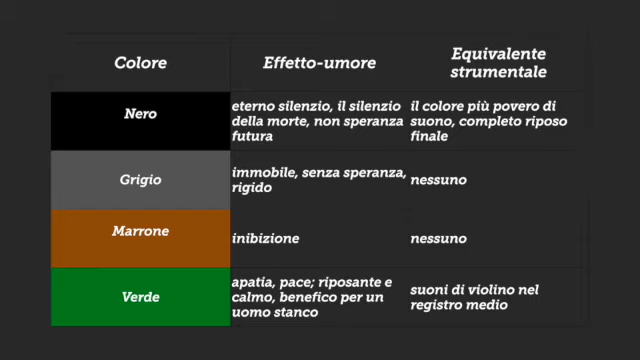 Colore
Effetto-umore
Equivalente
strumentale
Nero
eterno silenzio, il silenzio
della morte, non speranza
futura
il colore più povero di
suono, completo riposo
finale
Grigio
immobile, senza speranza,
rigido
nessuno
Marrone
inibizione
nessuno
Verde
apatia, pace; riposante e
calmo, benefico per un
uomo stanco
suoni di violino nel
registro medio